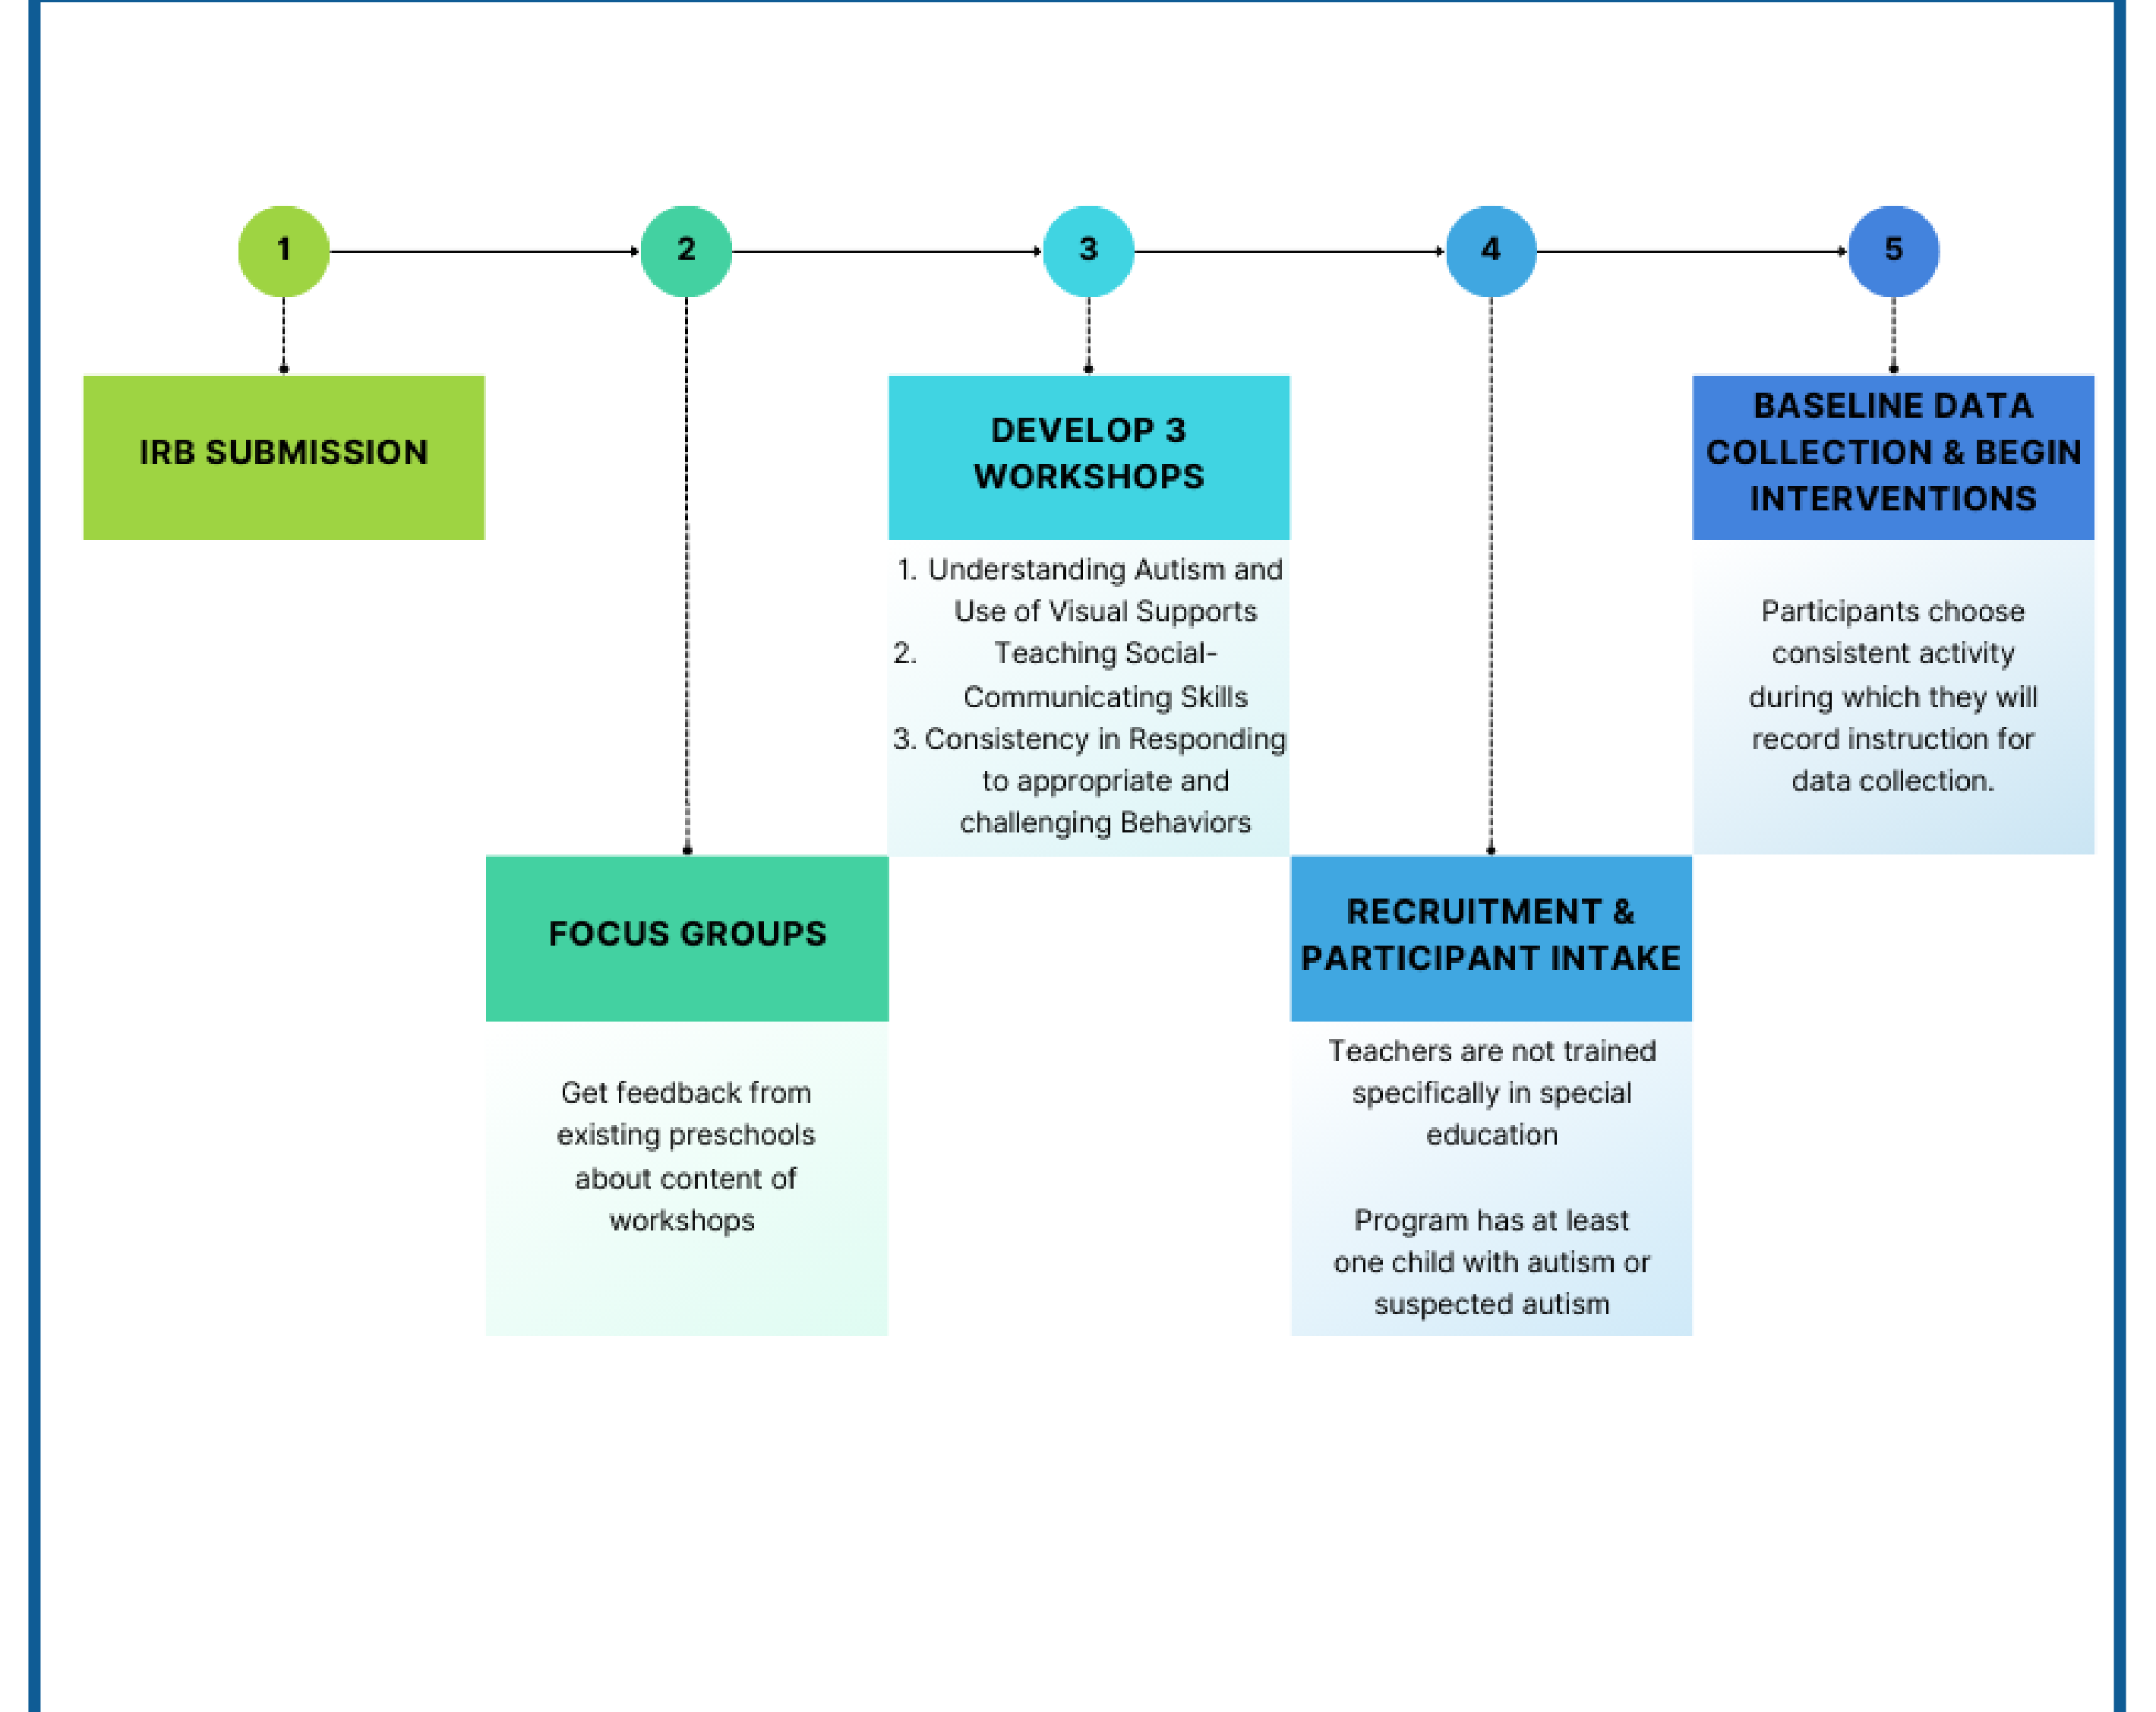 1
2
3
4
5
IRB SUBMISSION
FOCUS GROUPS
Get feedback from
existing preschools
about content of
workshops
DEVELOP 3
WORKSHOPS
1. Understanding Autism and
Use of Visual Supports
2. Teaching Social-
Communicating Skills
3. Consistency in Responding
to appropriate and
challenging Behaviors
RECRUITMENT &
PARTICIPANT INTAKE
Teachers are not trained
specifically in special
education
Program has at least
one child with autism or
suspected autism
BASELINE DATA
COLLECTION & BEGIN
INTERVENTIONS
Participants choose
consistent activity
during which they will
record instruction for
data collection.